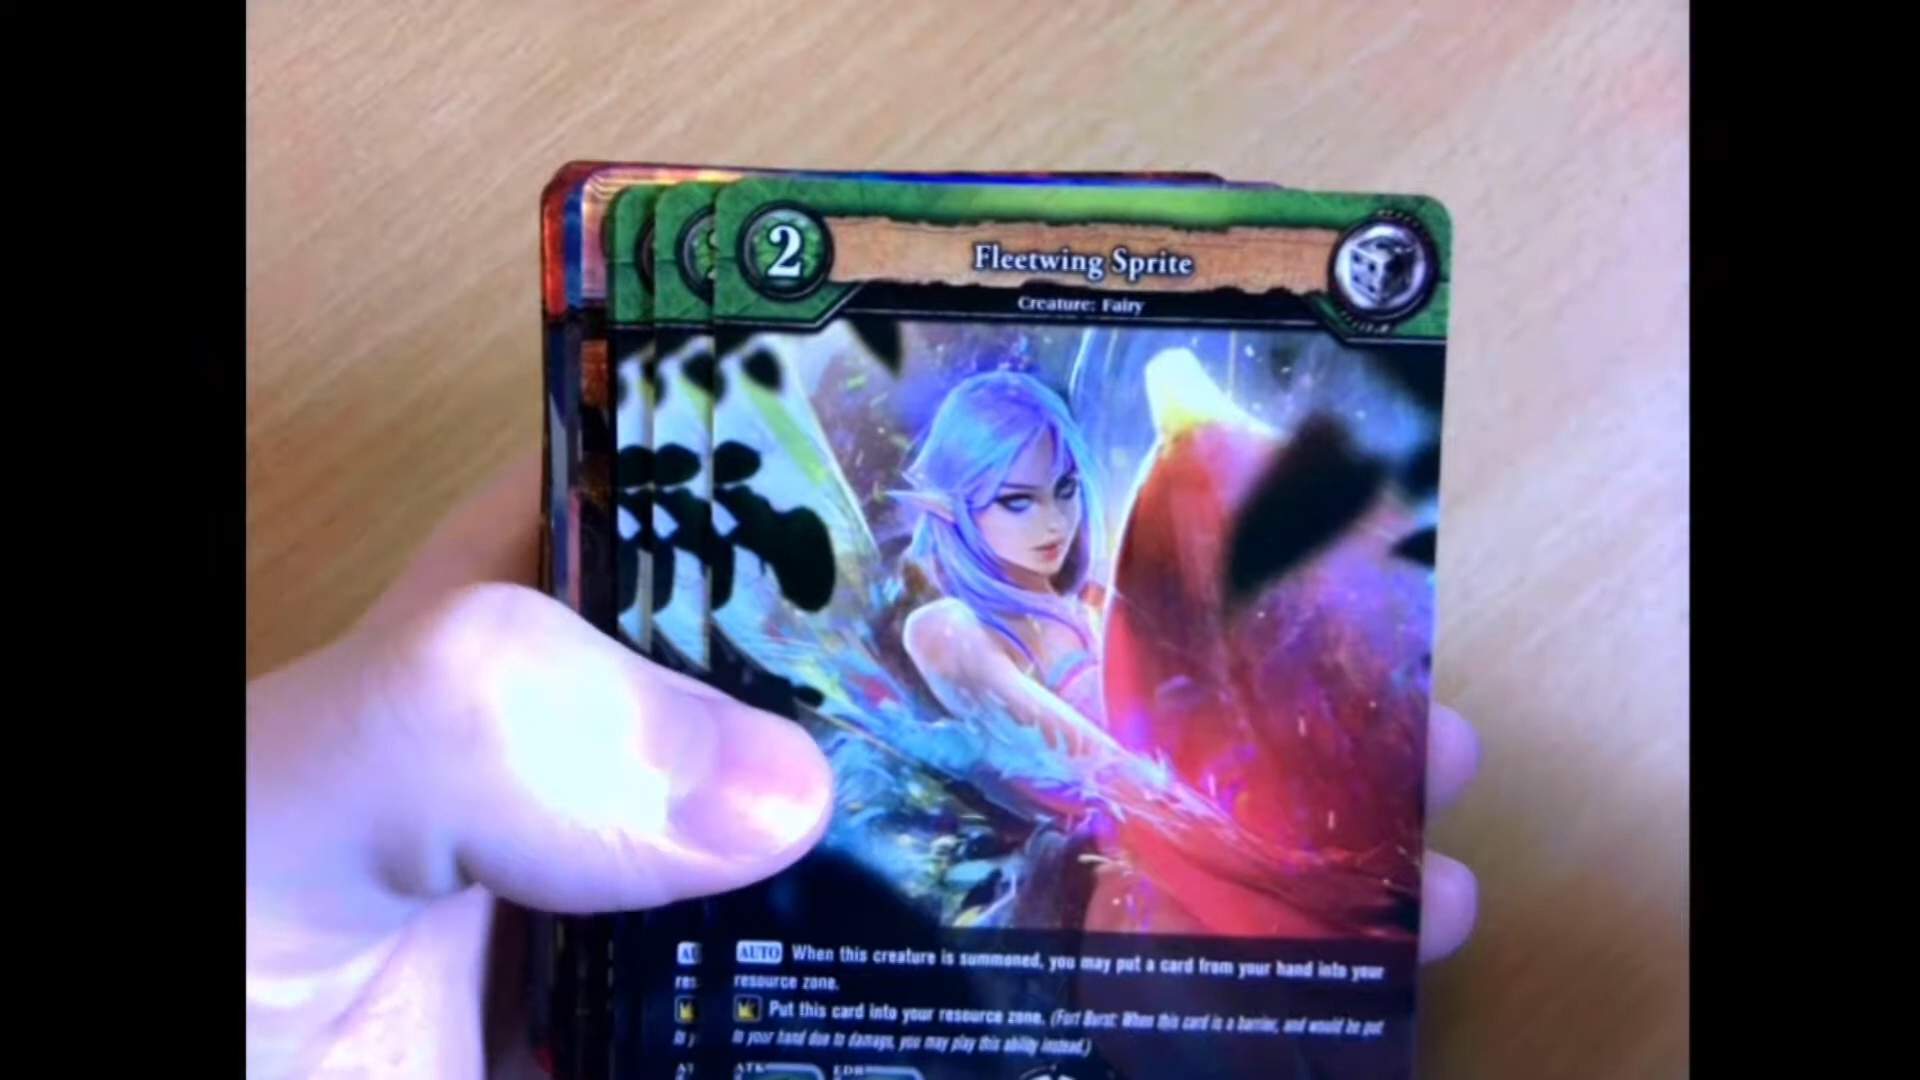 2
Fleetwing Sprite
Creature: Fairy
AUTO When this creature is summoned, you may put a card from your hand into your
resource zone.
Put this card into your resource zone. (Fort Burst: When this card is a barrier, and would be put
to your hand due to damage, you may play this ability instead.)
ATK EDR